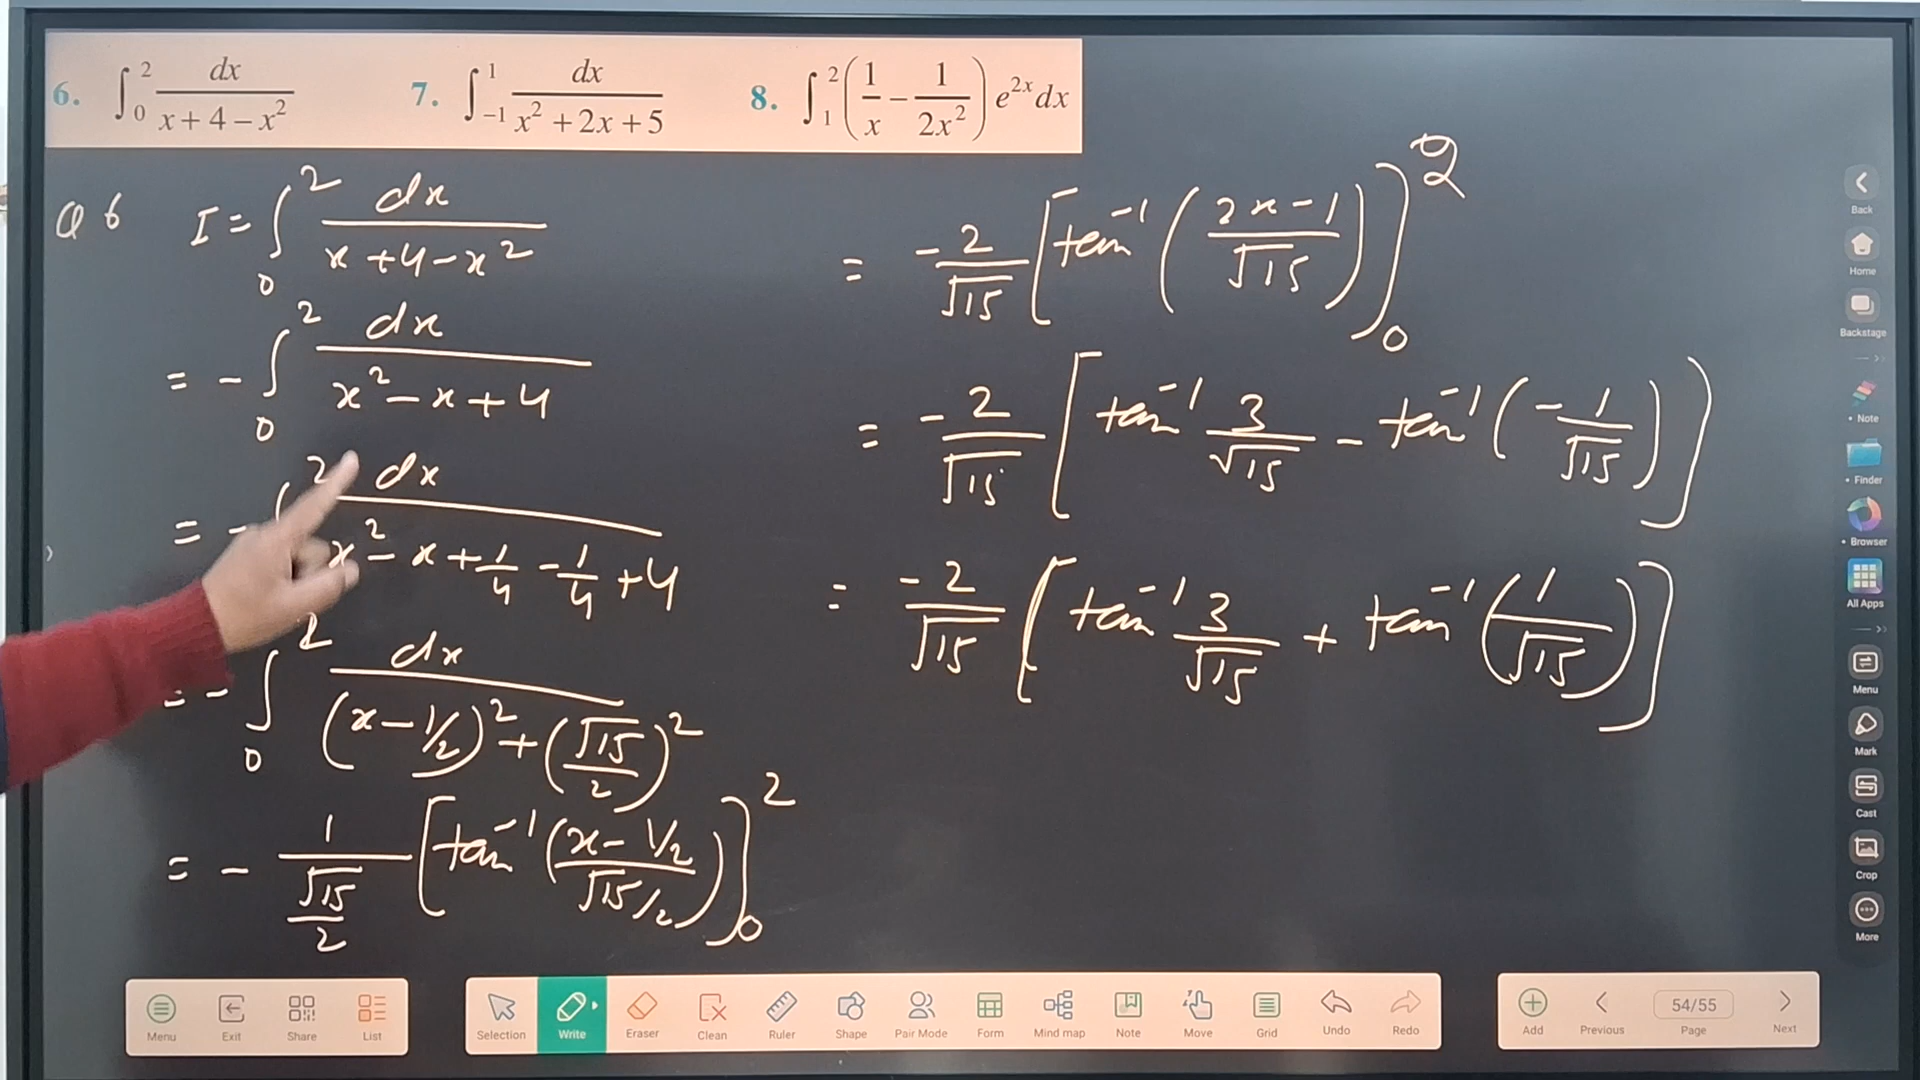 6. ∫₀² dx / (x + 4 – x²) 7. ∫₋₁¹ dx / (x² + 2x + 5) 8. ∫₁² (1/x – 1/2x²) e²ˣ dx
Q 6 I = ∫₀² dx / (x + 4 – x²)
= – ∫₀² dx / (x² – x + 4)
= – ∫ ² dx / (x² – x + 1/4 – 1/4 + 4)
= – ∫₀² dx / ((x – 1/2)² + (√15/2)²)
= – 1/(√15/2) [tan⁻¹ ((x – 1/2)/(√15/2))]₀²
= –2/√15 [tan⁻¹ ((2x – 1)/√15)]₀²
= –2/√15 [tan⁻¹ 3/√15 – tan⁻¹ (–1/√15)]
= –2/√15 [tan⁻¹ 3/√15 + tan⁻¹ (1/√15)]
Back
Home
Backstage
Note
Finder
Browser
All Apps
Menu
Mark
Cast
Crop
More
Menu Exit Share List
Selection Write Eraser Clean Ruler Shape Pair Mode Form Mind map Note Move Grid Undo Redo
54/55
Add Previous Page Next